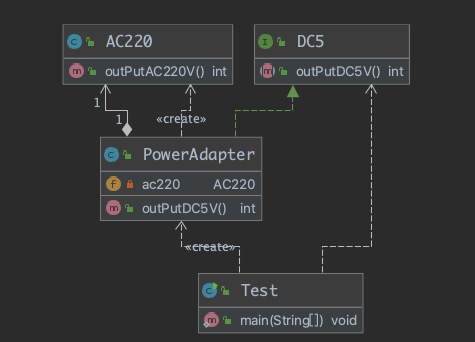 AC220
outPutAC220V() int
DC5
outPutDC5V() int
1
1
«create»
PowerAdapter
ac220 AC220
outPutDC5V() int
«create»
Test
main(String[]) void